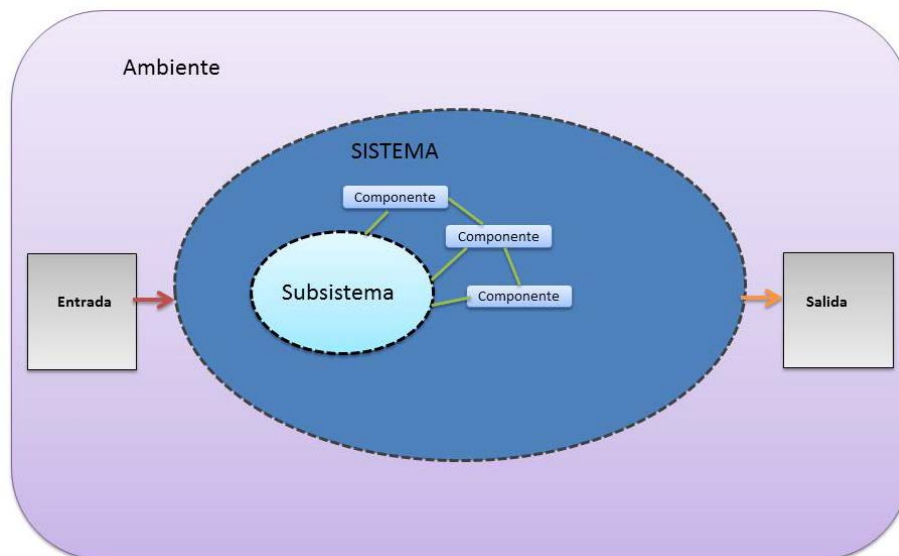 Ambiente
SISTEMA
Componente
Componente
Subsistema
Componente
Entrada
Salida